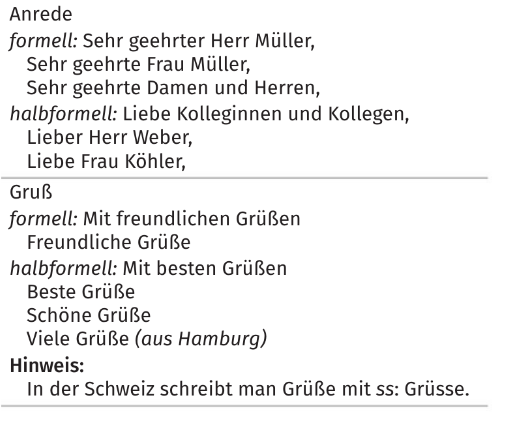 Anrede
formell: Sehr geehrter Herr Müller,
Sehr geehrte Frau Müller,
Sehr geehrte Damen und Herren,
halbformell: Liebe Kolleginnen und Kollegen,
Lieber Herr Weber,
Liebe Frau Köhler,
Gruß
formell: Mit freundlichen Grüßen
Freundliche Grüße
halbformell: Mit besten Grüßen
Beste Grüße
Schöne Grüße
Viele Grüße (aus Hamburg)
Hinweis:
In der Schweiz schreibt man Grüße mit ss: Grüsse.